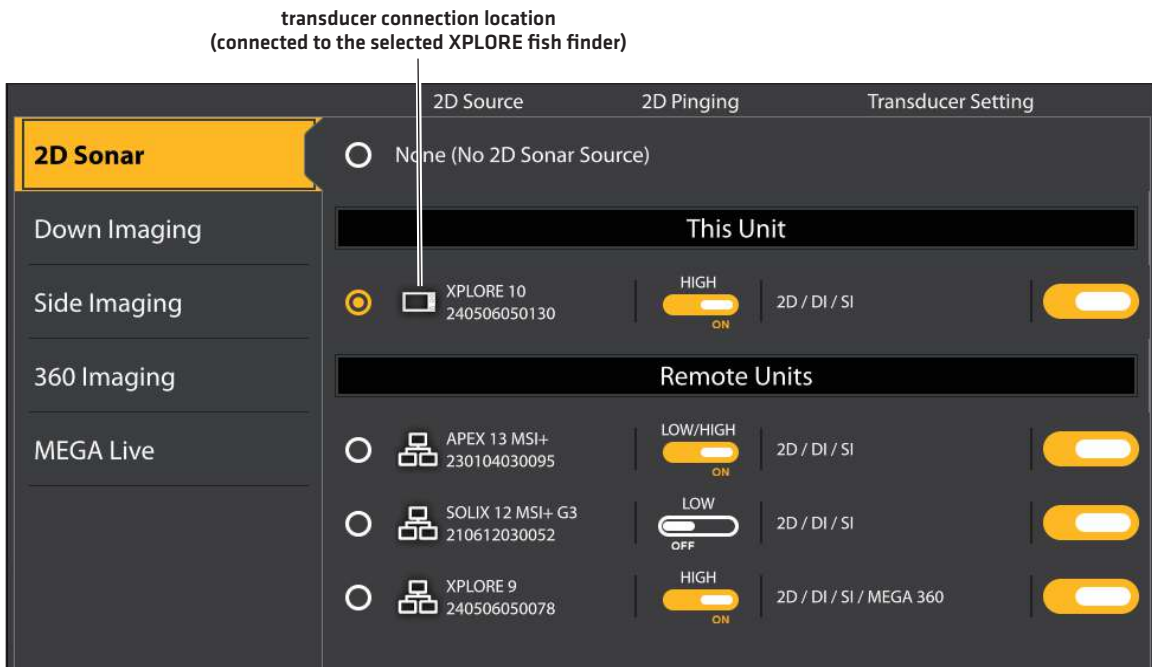 transducer connection location
(connected to the selected XPLORE fish finder)
2D Source 2D Pinging Transducer Setting
2D Sonar
None (No 2D Sonar Source)
Down Imaging
This Unit
Side Imaging
XPLORE 10
240506050130
HIGH
ON
2D / DI / SI
360 Imaging
Remote Units
MEGA Live
APEX 13 MSI+
230104030095
LOW/HIGH
ON
2D / DI / SI
SOLIX 12 MSI+ G3
210612030052
LOW
OFF
2D / DI / SI
XPLORE 9
240506050078
HIGH
ON
2D / DI / SI / MEGA 360